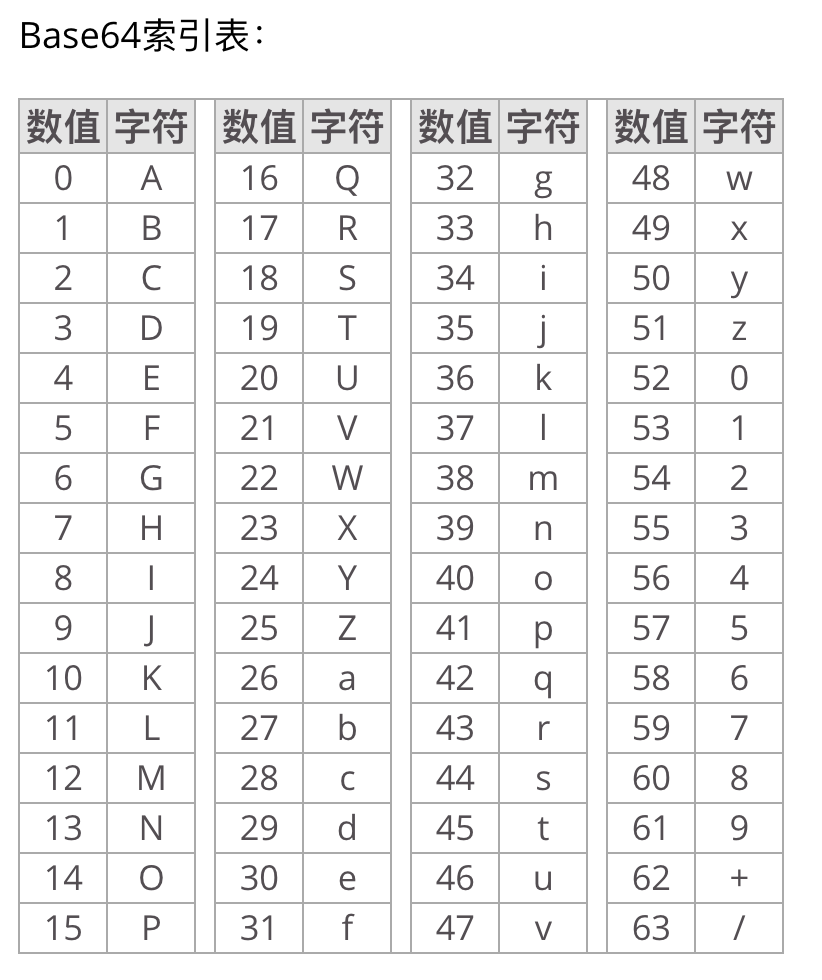 Base64索引表：
数值 字符 数值 字符 数值 字符 数值 字符
0 A 16 Q 32 g 48 w
1 B 17 R 33 h 49 x
2 C 18 S 34 i 50 y
3 D 19 T 35 j 51 z
4 E 20 U 36 k 52 0
5 F 21 V 37 l 53 1
6 G 22 W 38 m 54 2
7 H 23 X 39 n 55 3
8 I 24 Y 40 o 56 4
9 J 25 Z 41 p 57 5
10 K 26 a 42 q 58 6
11 L 27 b 43 r 59 7
12 M 28 c 44 s 60 8
13 N 29 d 45 t 61 9
14 O 30 e 46 u 62 +
15 P 31 f 47 v 63 /